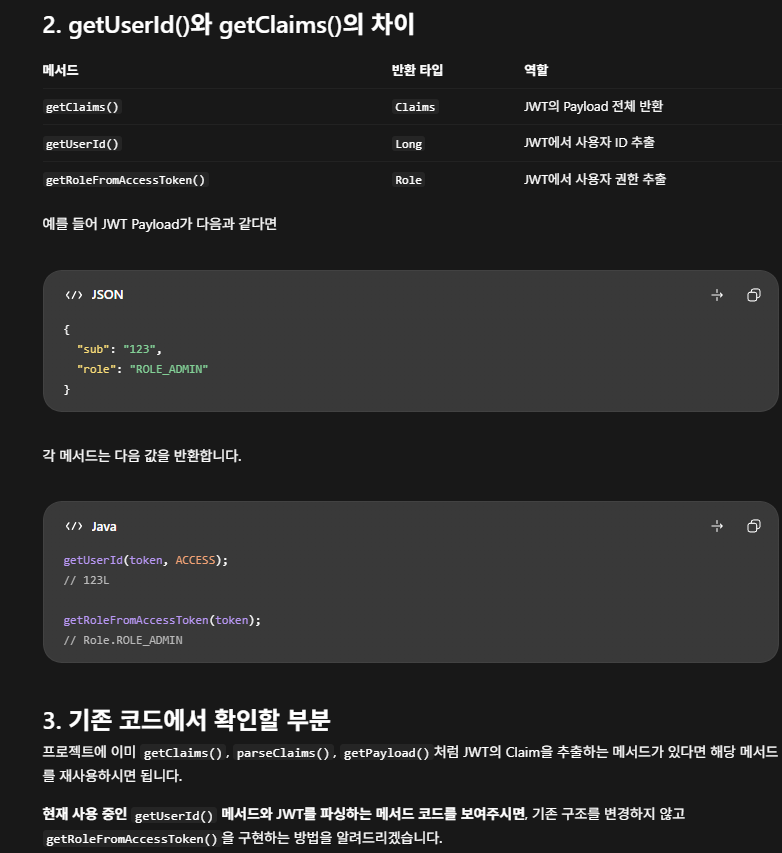 2. getUserId()와 getClaims()의 차이
메서드 반환 타입 역할
getClaims() Claims JWT의 Payload 전체 반환
getUserId() Long JWT에서 사용자 ID 추출
getRoleFromAccessToken() Role JWT에서 사용자 권한 추출
예를 들어 JWT Payload가 다음과 같다면
</> JSON
{
  "sub": "123",
  "role": "ROLE_ADMIN"
}
각 메서드는 다음 값을 반환합니다.
</> Java
getUserId(token, ACCESS);
// 123L
getRoleFromAccessToken(token);
// Role.ROLE_ADMIN
3. 기존 코드에서 확인할 부분
프로젝트에 이미 getClaims(), parseClaims(), getPayload() 처럼 JWT의 Claim을 추출하는 메서드가 있다면 해당 메서드
를 재사용하시면 됩니다.
현재 사용 중인 getUserId() 메서드와 JWT를 파싱하는 메서드 코드를 보여주시면, 기존 구조를 변경하지 않고
getRoleFromAccessToken()을 구현하는 방법을 알려드리겠습니다.